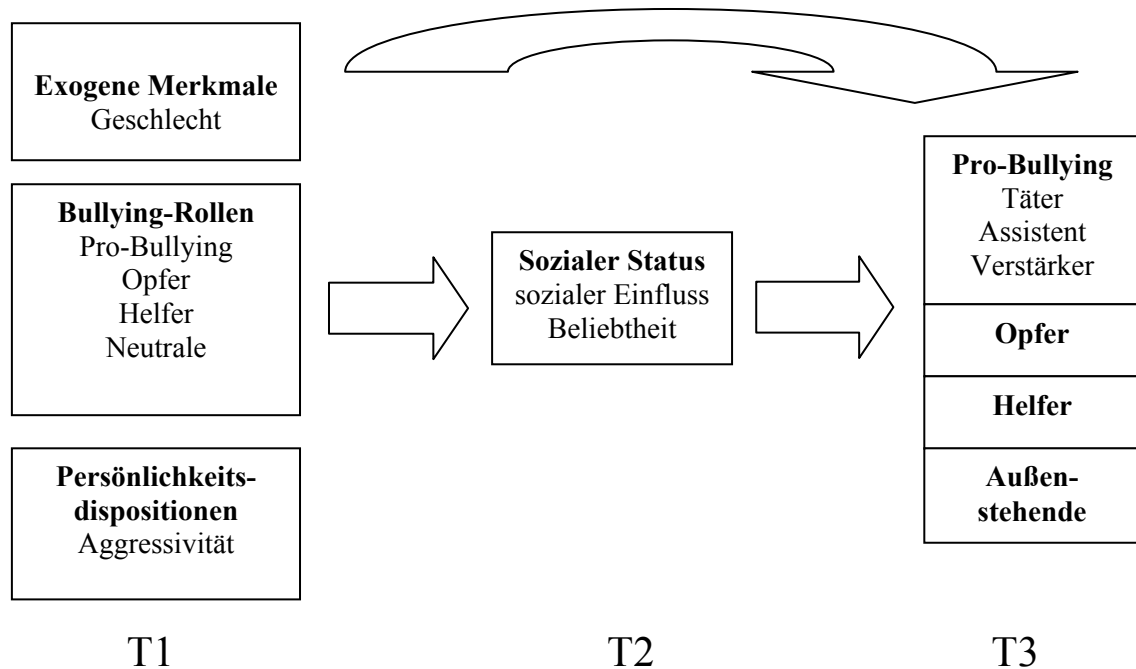 Exogene Merkmale
Geschlecht
Bullying-Rollen
Pro-Bullying
Opfer
Helfer
Neutrale
Persönlichkeits-
dispositionen
Aggressivität
Sozialer Status
sozialer Einfluss
Beliebtheit
Pro-Bullying
Täter
Assistent
Verstärker
Opfer
Helfer
Außen-
stehende
T1
T2
T3